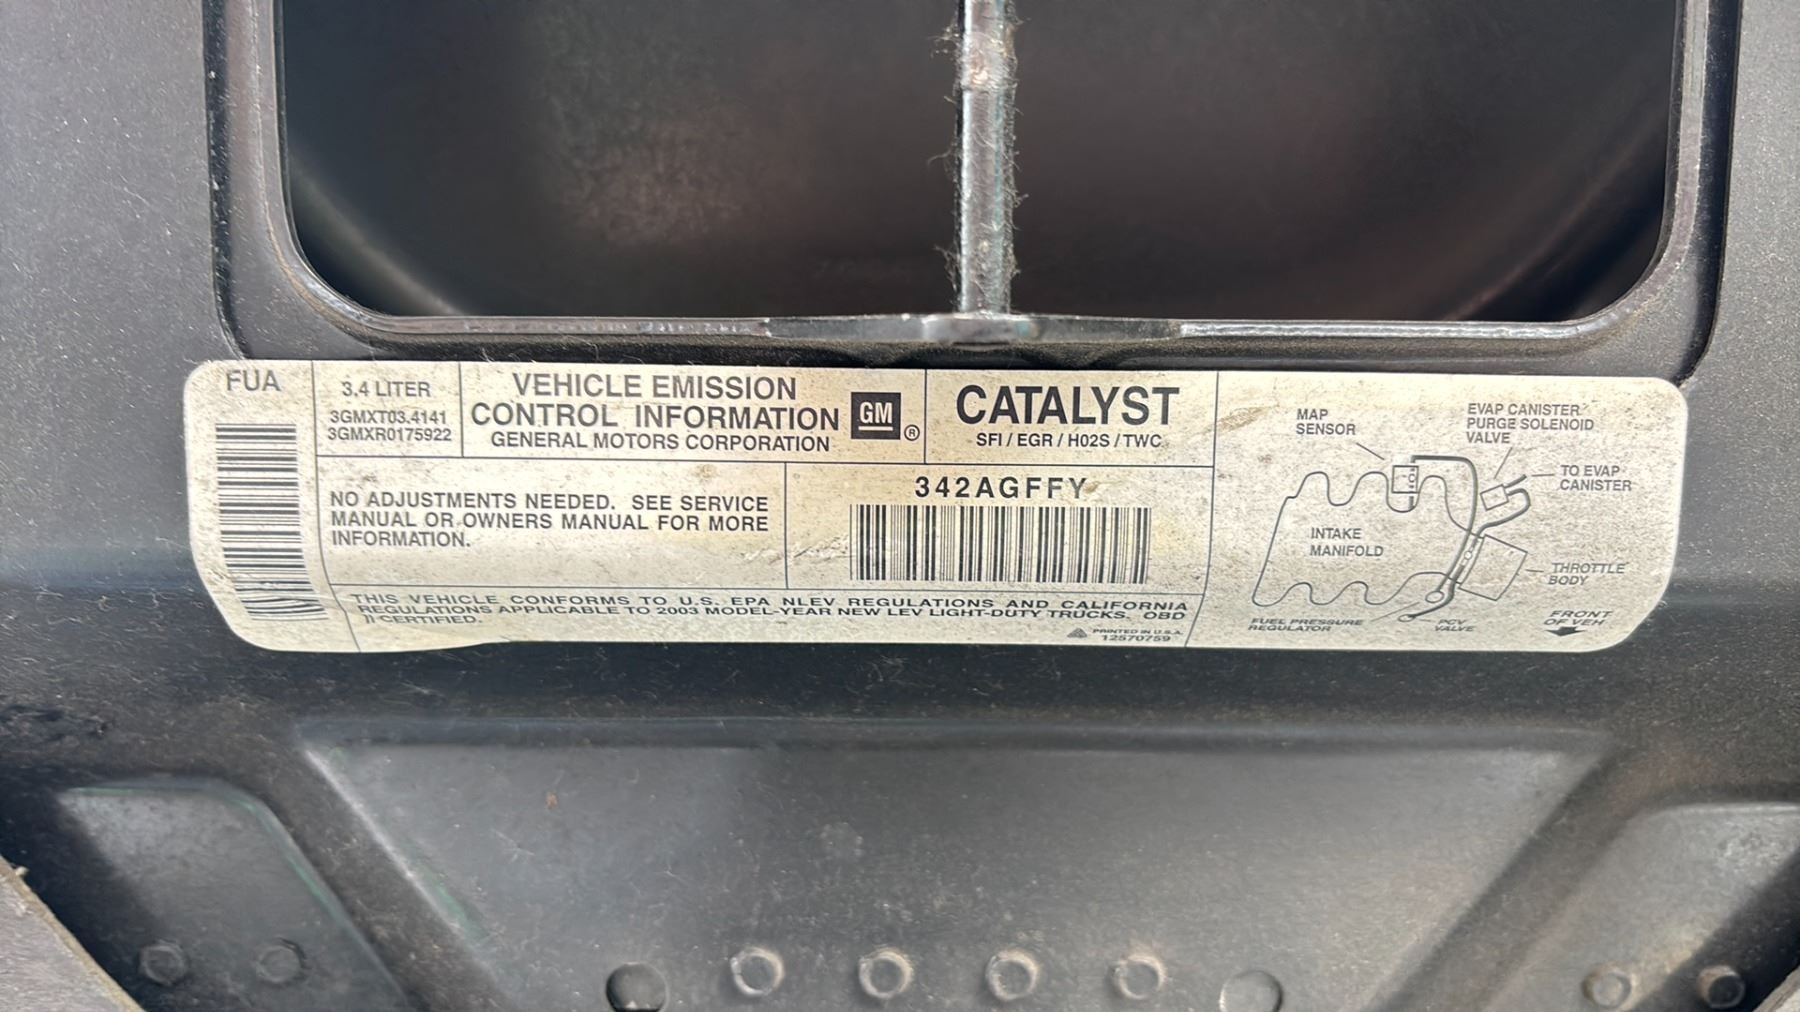 FUA
3.4 LITER
3GMXT03.4141
3GMXR0175922
VEHICLE EMISSION
CONTROL INFORMATION
GENERAL MOTORS CORPORATION
GM
®
CATALYST
SFI / EGR / H02S / TWC
NO ADJUSTMENTS NEEDED. SEE SERVICE
MANUAL OR OWNERS MANUAL FOR MORE
INFORMATION.
342AGFFY
THIS VEHICLE CONFORMS TO U.S. EPA NLEV REGULATIONS AND CALIFORNIA
REGULATIONS APPLICABLE TO 2003 MODEL-YEAR NEW LEV LIGHT-DUTY TRUCKS. OBD
II CERTIFIED.
PRINTED IN U.S.A.
12570759
MAP
SENSOR
EVAP CANISTER
PURGE SOLENOID
VALVE
TO EVAP
CANISTER
INTAKE
MANIFOLD
THROTTLE
BODY
FUEL PRESSURE
REGULATOR
PCV
VALVE
FRONT
OF VEH